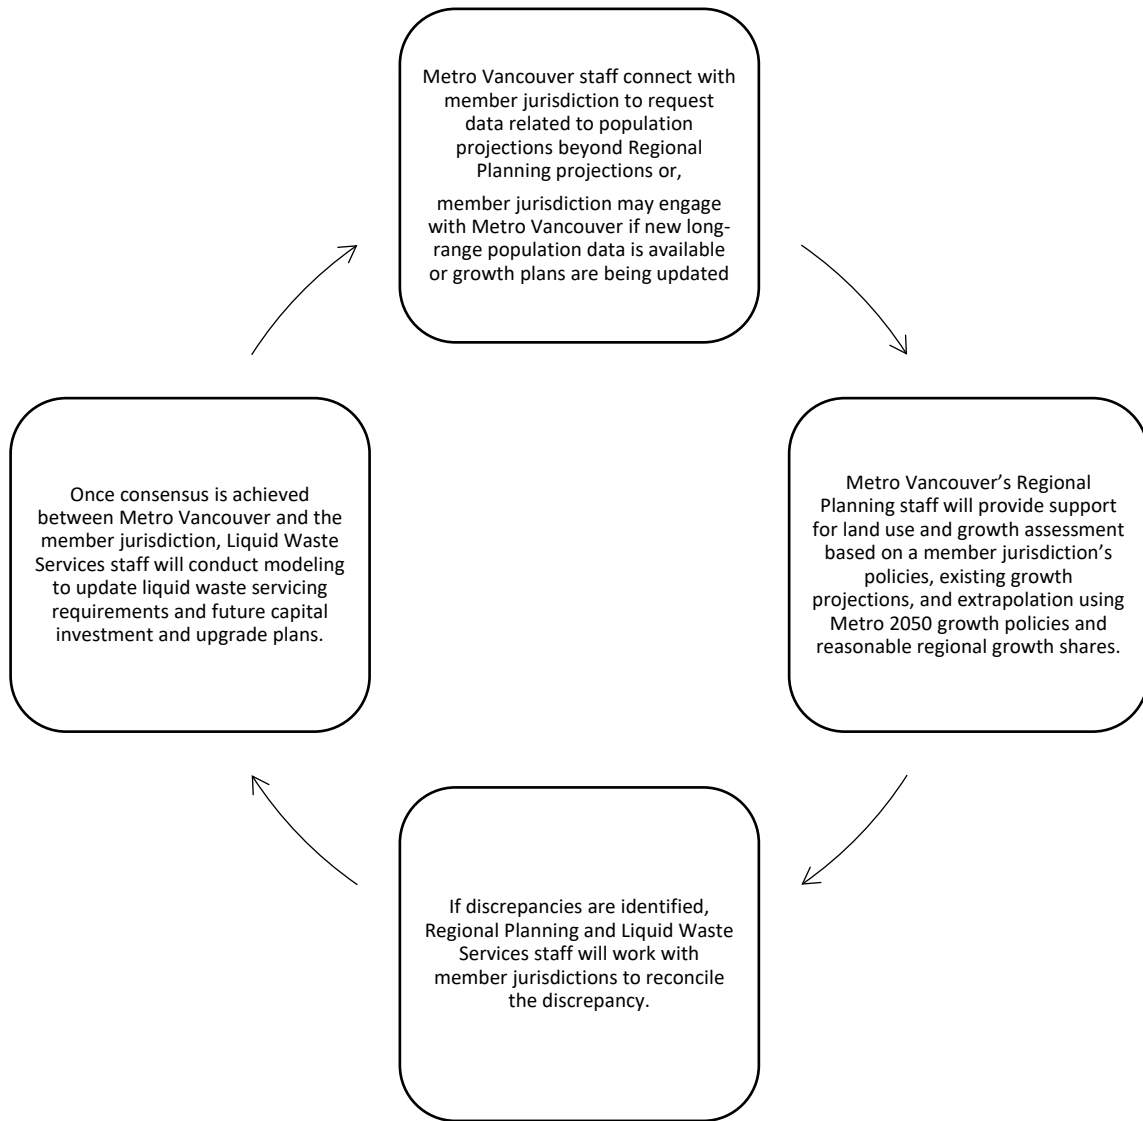 Metro Vancouver staff connect with
member jurisdiction to request
data related to population
projections beyond Regional
Planning projections or,
member jurisdiction may engage
with Metro Vancouver if new long-
range population data is available
or growth plans are being updated
Metro Vancouver’s Regional
Planning staff will provide support
for land use and growth assessment
based on a member jurisdiction’s
policies, existing growth
projections, and extrapolation using
Metro 2050 growth policies and
reasonable regional growth shares.
If discrepancies are identified,
Regional Planning and Liquid Waste
Services staff will work with
member jurisdictions to reconcile
the discrepancy.
Once consensus is achieved
between Metro Vancouver and the
member jurisdiction, Liquid Waste
Services staff will conduct modeling
to update liquid waste servicing
requirements and future capital
investment and upgrade plans.